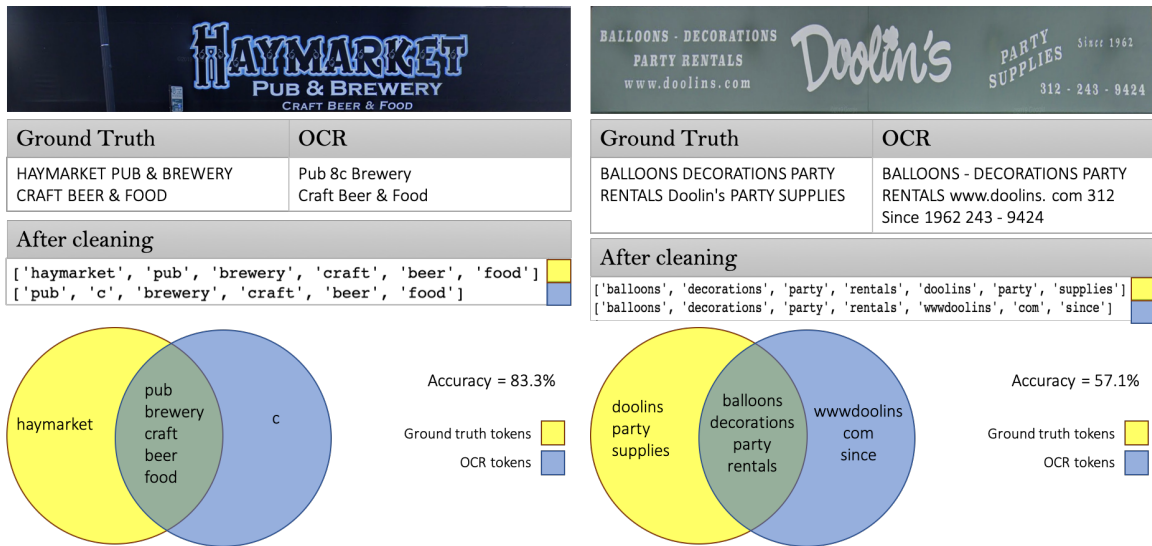 HAYMARKET
PUB & BREWERY
CRAFT BEER & FOOD
Ground Truth
OCR
HAYMARKET PUB & BREWERY
CRAFT BEER & FOOD
Pub 8c Brewery
Craft Beer & Food
After cleaning
['haymarket', 'pub', 'brewery', 'craft', 'beer', 'food']
['pub', 'c', 'brewery', 'craft', 'beer', 'food']
haymarket
pub
brewery
craft
beer
food
c
Accuracy = 83.3%
Ground truth tokens
OCR tokens
BALLOONS - DECORATIONS
PARTY RENTALS
www.doolins.com
Doolin's
PARTY
SUPPLIES
Since 1962
312 - 243 - 9424
Ground Truth
OCR
BALLOONS DECORATIONS PARTY
RENTALS Doolin's PARTY SUPPLIES
BALLOONS - DECORATIONS PARTY
RENTALS www.doolins. com 312
Since 1962 243 - 9424
After cleaning
['balloons', 'decorations', 'party', 'rentals', 'doolins', 'party', 'supplies']
['balloons', 'decorations', 'party', 'rentals', 'wwwdoolins', 'com', 'since']
doolins
party
supplies
balloons
decorations
party
rentals
wwwdoolins
com
since
Accuracy = 57.1%
Ground truth tokens
OCR tokens